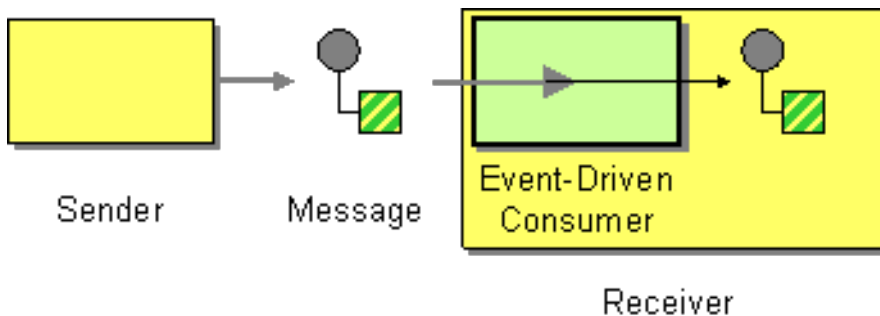 Sender
Message
Event-Driven
Consumer
Receiver